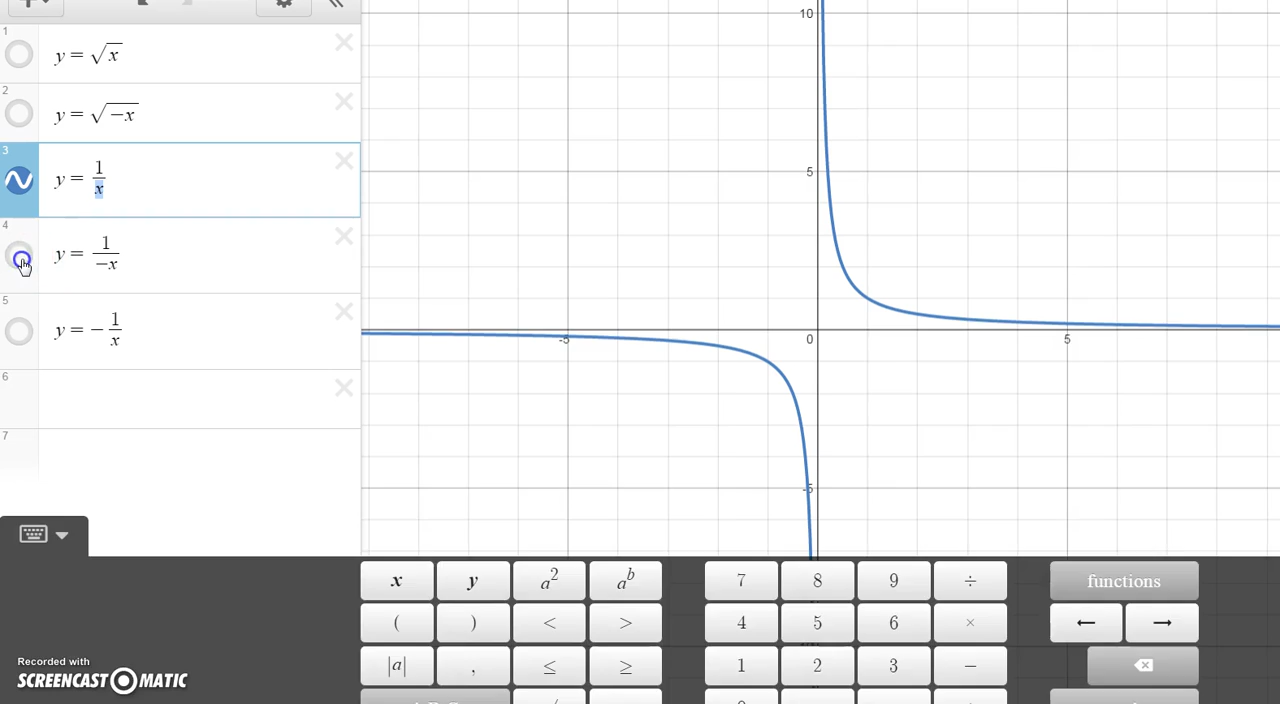 1
y = √x
2
y = √−x
3
y = 1/x
4
y = 1/−x
5
y = − 1/x
6
7
10
5
-5
0
5
-5
x y a² aᵇ 7 8 9 ÷ functions
( ) < > 4 5 6 × ← →
|a| , ≤ ≥ 1 2 3 −
Recorded with
SCREENCAST MATIC